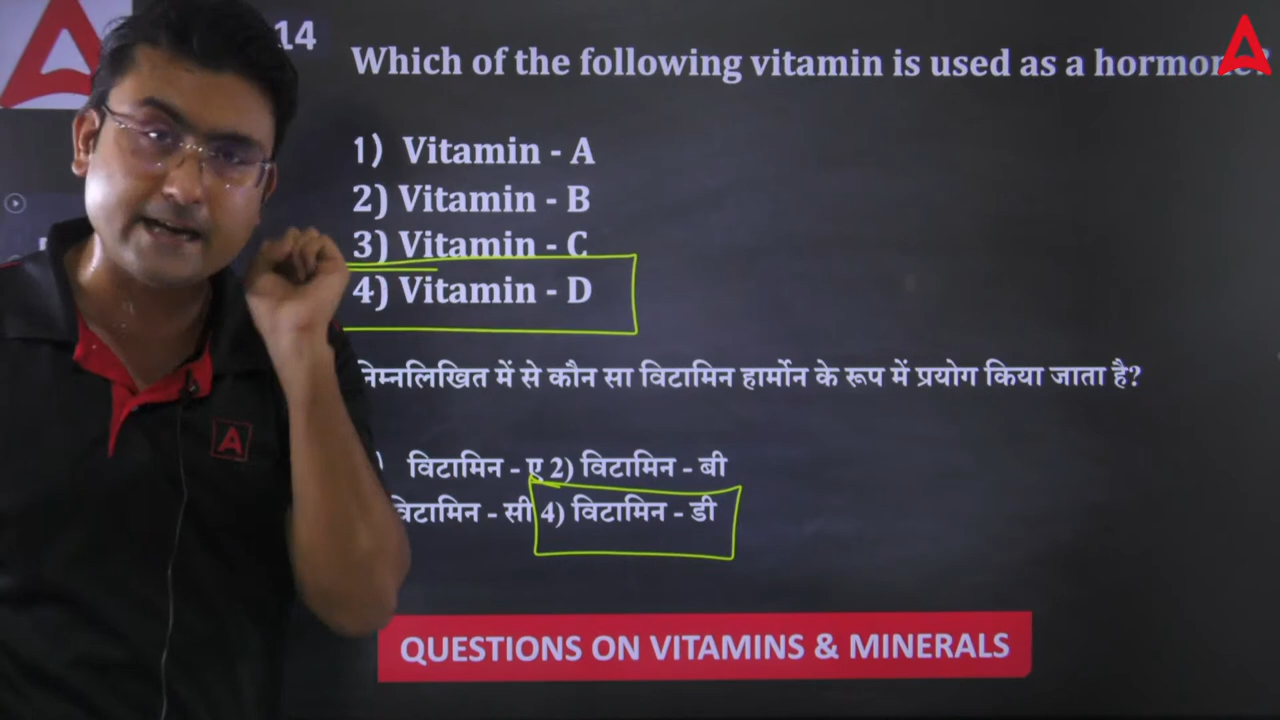 14
Which of the following vitamin is used as a hormone?
1) Vitamin - A
2) Vitamin - B
3) Vitamin - C
4) Vitamin - D
निम्नलिखित में से कौन सा विटामिन हार्मोन के रूप में प्रयोग किया जाता है?
विटामिन - ए 2) विटामिन - बी
विटामिन - सी 4) विटामिन - डी
QUESTIONS ON VITAMINS & MINERALS